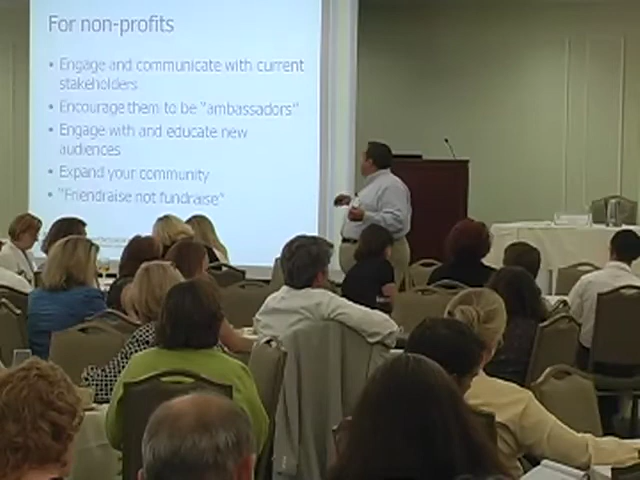 For non-profits
• Engage and communicate with current
stakeholders
• Encourage them to be "ambassadors"
• Engage with and educate new
audiences
• Expand your community
• "Friendraise not fundraise"